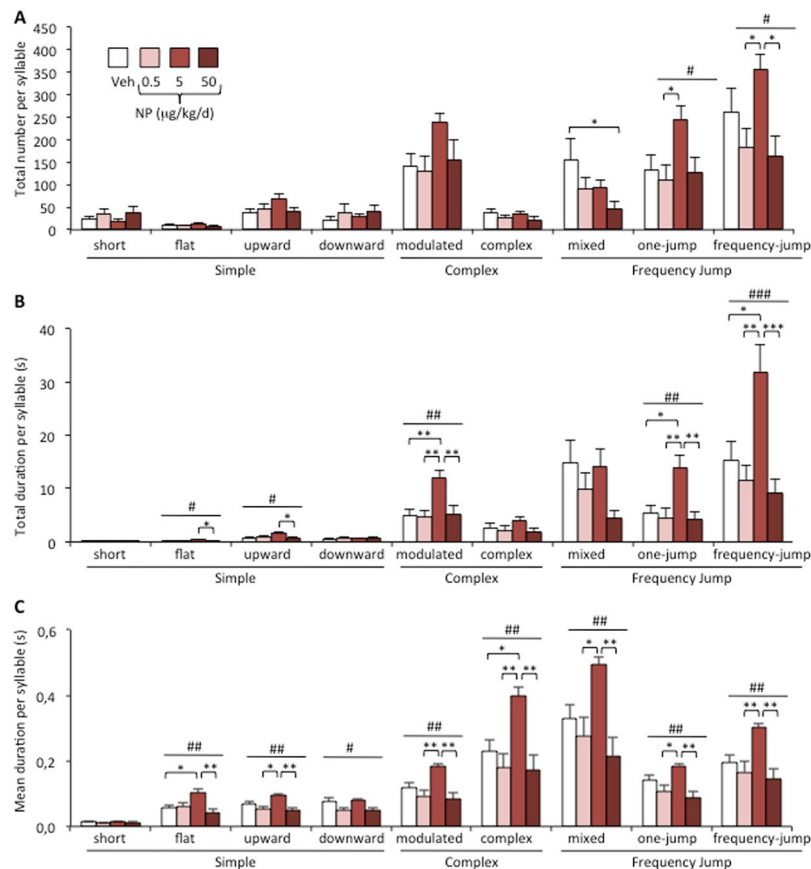 A
Total number per syllable
450
400
350
300
250
200
150
100
50
0
Veh 0.5 5 50
NP (µg/kg/d)
* * * * # # *
short flat upward downward modulated complex mixed one-jump frequency-jump
Simple Complex Frequency Jump
B
Total duration per syllable (s)
40
30
20
10
0
# * # * ## ** ** ** ## * ** ** ### * ** ***
short flat upward downward modulated complex mixed one-jump frequency-jump
Simple Complex Frequency Jump
C
Mean duration per syllable (s)
0,6
0,4
0,2
0,0
## * ** ## * ** # ## ** ** ## * ** ** ## * ** ## * ** ## ** **
short flat upward downward modulated complex mixed one-jump frequency-jump
Simple Complex Frequency Jump